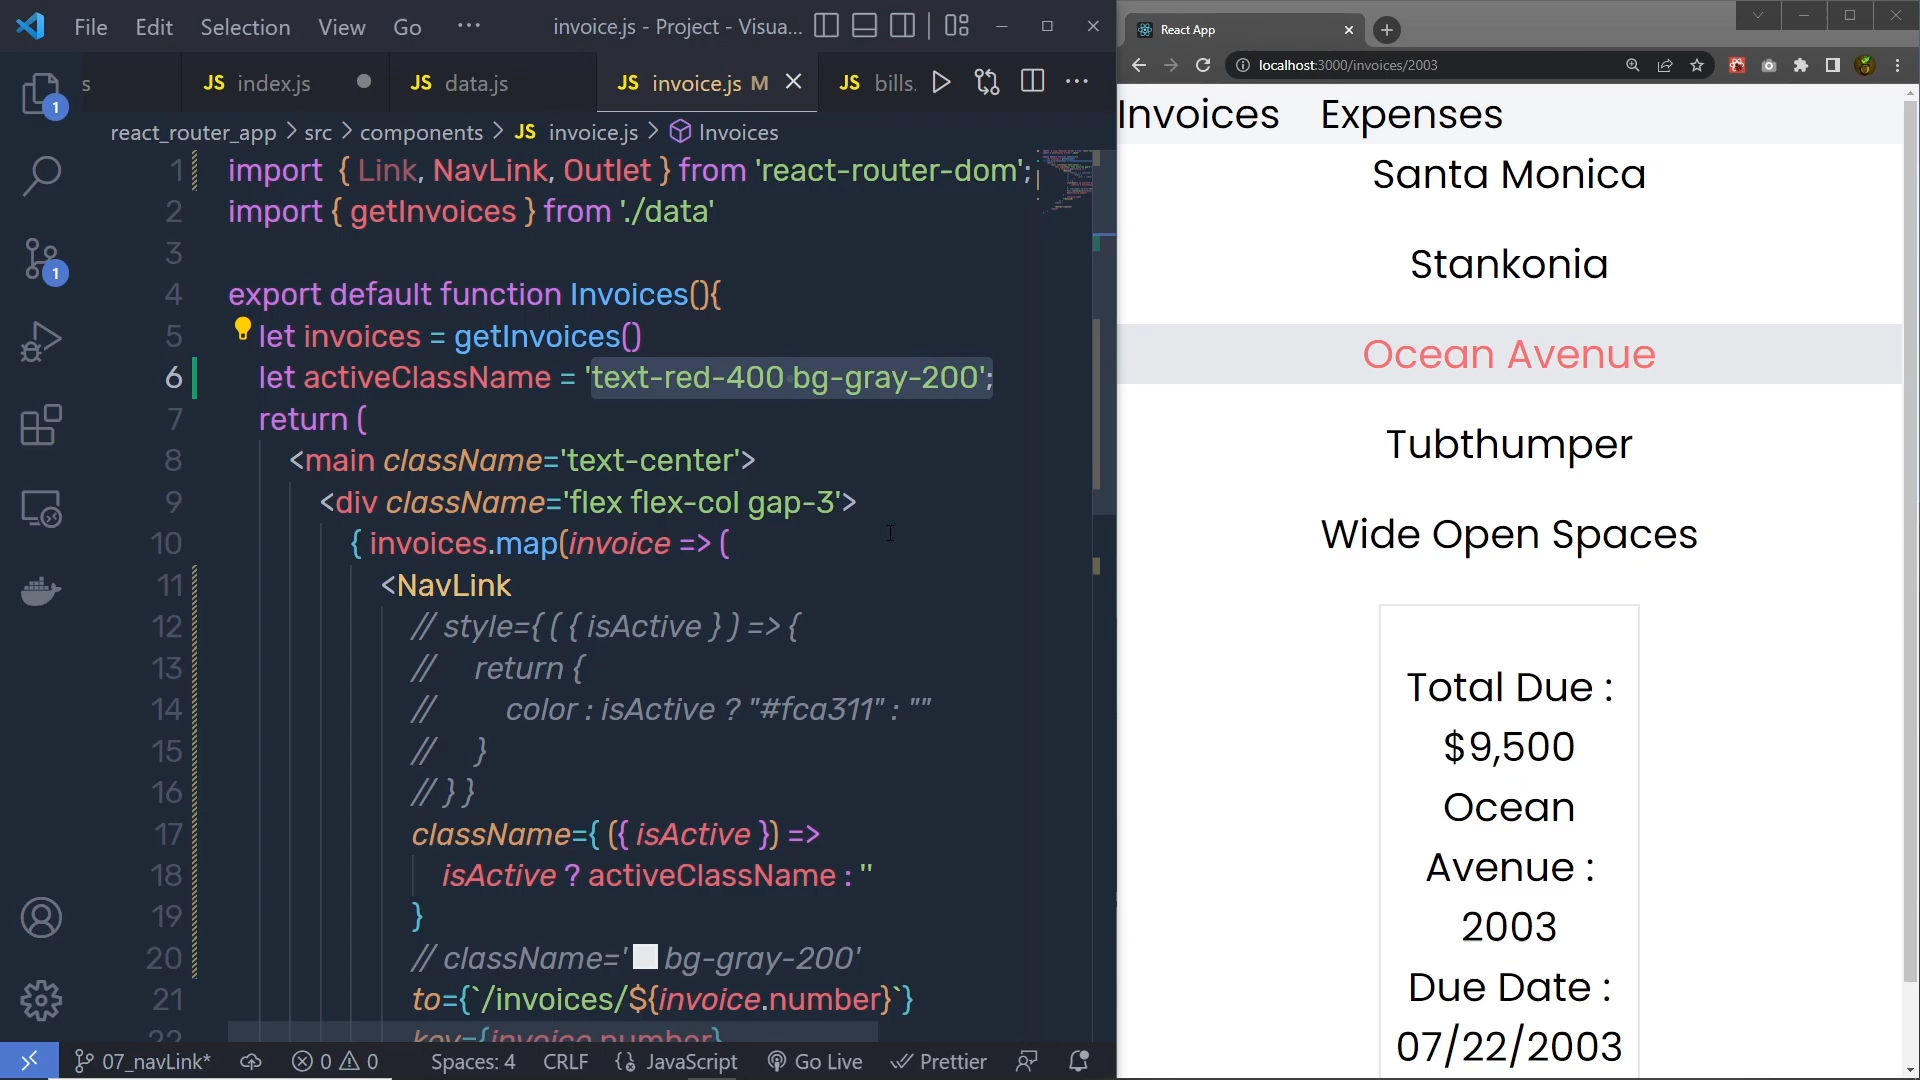 File Edit Selection View Go ··· invoice.js - Project - Visua...
s JS index.js JS data.js JS invoice.js M JS bills. ···
react_router_app > src > components > JS invoice.js > Invoices
1 import { Link, NavLink, Outlet } from 'react-router-dom';
2 import { getInvoices } from './data'
3
4 export default function Invoices(){
5 let invoices = getInvoices()
6 let activeClassName = 'text-red-400 bg-gray-200';
7 return (
8 <main className='text-center'>
9 <div className='flex flex-col gap-3'>
10 { invoices.map(invoice => (
11 <NavLink
12 // style={ ( { isActive } ) => {
13 // return {
14 // color : isActive ? "#fca311" : ""
15 // }
16 // } }
17 className={ ({ isActive }) =>
18 isActive ? activeClassName : ''
19 }
20 // className=' bg-gray-200'
21 to={`/invoices/${invoice.number}`}
22 key={invoice.number}
1
1
07_navLink* 0 0 Spaces: 4 CRLF {} JavaScript Go Live Prettier
React App
localhost:3000/invoices/2003
Invoices Expenses
Santa Monica
Stankonia
Ocean Avenue
Tubthumper
Wide Open Spaces
Total Due :
$9,500
Ocean
Avenue :
2003
Due Date :
07/22/2003